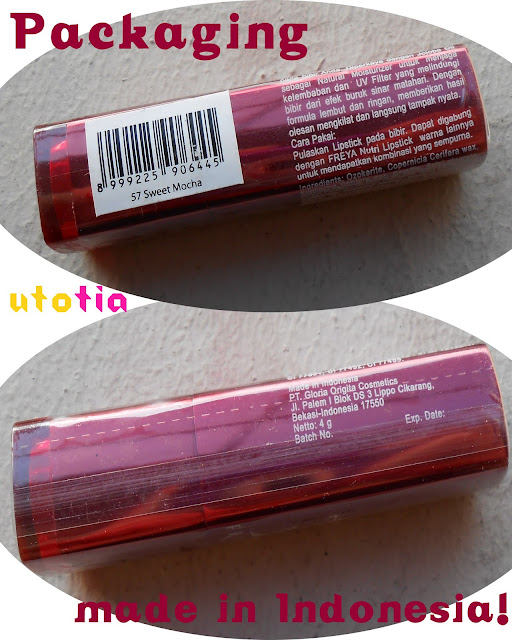 Packaging
sebagai Natural Moisturizer untuk menjaga
kelembaban dan UV Filter yang melindungi
bibir dari efek buruk sinar matahari. Dengan
formula lembut dan ringan, memberikan hasil
olesan mengkilat dan langsung tampak nyata.
Cara Pakai:
Pulaskan Lipstick pada bibir. Dapat digabung
dengan FREYA Nutri Lipstick warna lainnya
untuk mendapatkan kombinasi yang sempurna.
Ingredients: Ozokerite, Copernicia Cerifera wax,
8 999225 906445
57 Sweet Mocha
utotia
Made in Indonesia
PT. Gloria Origita Cosmetics
Jl. Palem I Blok DS 3 Lippo Cikarang,
Bekasi-Indonesia 17550
Netto: 4 g
Batch No. Exp. Date:
made in Indonesia!